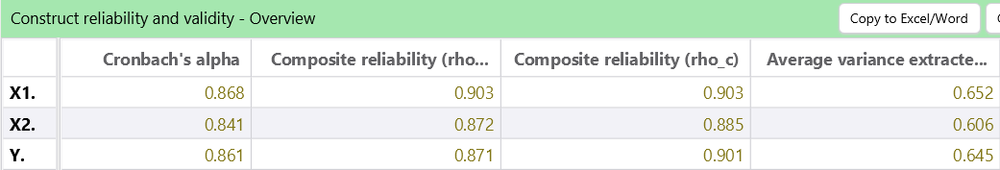 Construct reliability and validity - Overview Copy to Excel/Word
Cronbach's alpha Composite reliability (rho... Composite reliability (rho_c) Average variance extracte...
X1. 0.868 0.903 0.903 0.652
X2. 0.841 0.872 0.885 0.606
Y. 0.861 0.871 0.901 0.645